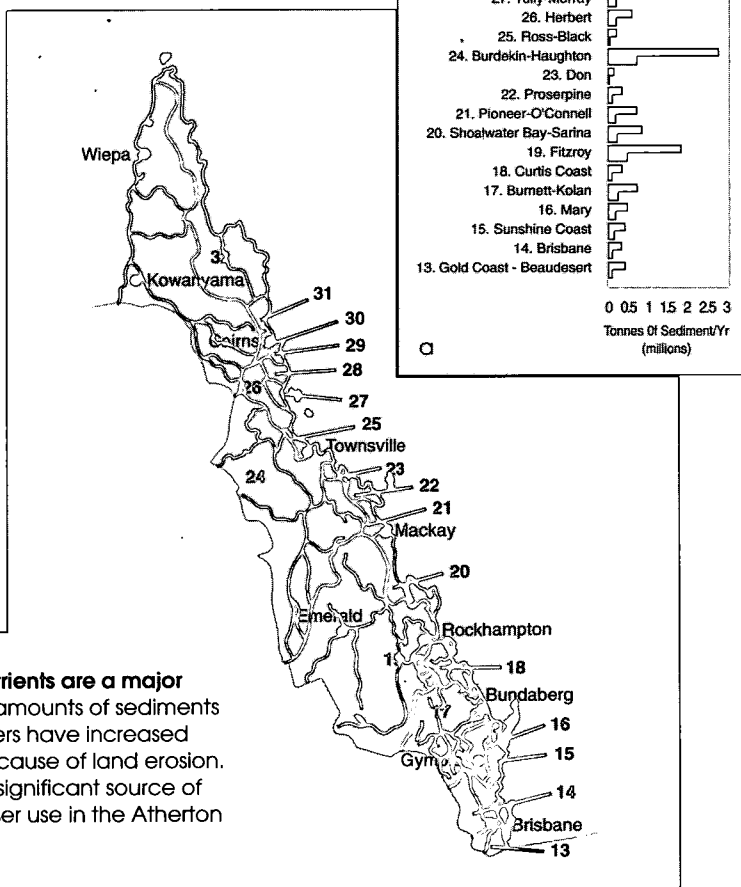 27. Tully-Murray
26. Herbert
25. Ross-Black
24. Burdekin-Haughton
23. Don
22. Proserpine
21. Pioneer-O'Connell
20. Shoalwater Bay-Sarina
19. Fitzroy
18. Curtis Coast
17. Burnett-Kolan
16. Mary
15. Sunshine Coast
14. Brisbane
13. Gold Coast - Beaudesert
0 0.5 1 1.5 2 2.5 3
Tonnes Of Sediment/Yr
(millions)
a
Wiepa
Kowanyama
31
30
Cairns
29
28
26
27
25
Townsville
24
23
22
21
Mackay
20
Emerald
Rockhampton
18
Bundaberg
17
16
15
14
Brisbane
13
rients are a major
amounts of sediments
ers have increased
cause of land erosion.
significant source of
er use in the Atherton